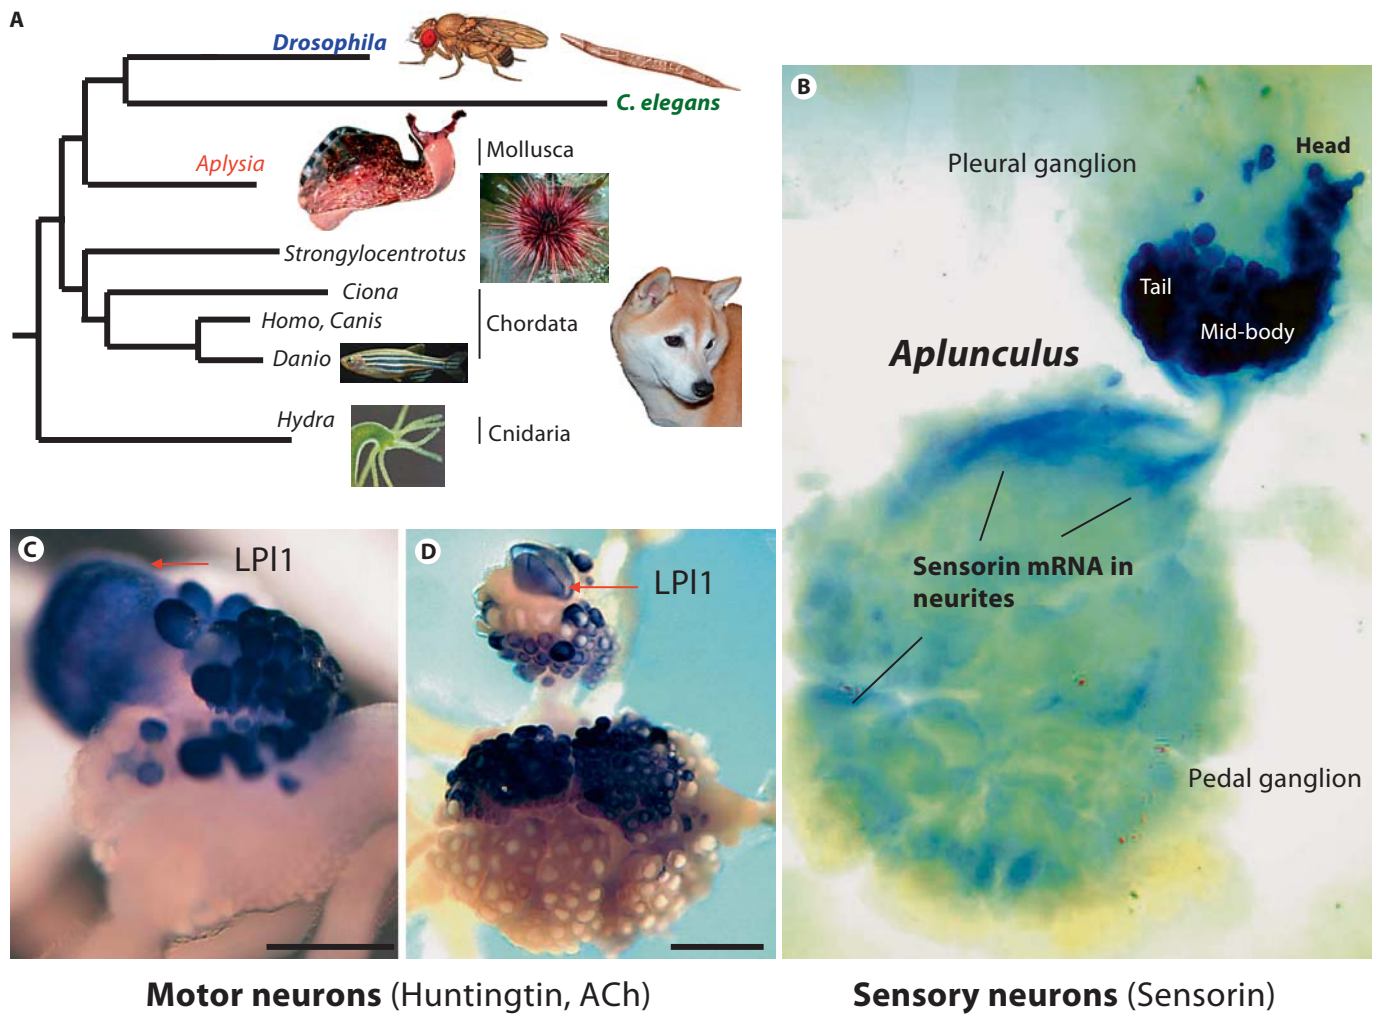 A
Drosophila
C. elegans
Aplysia
Mollusca
Strongylocentrotus
Ciona
Homo, Canis
Chordata
Danio
Hydra
Cnidaria
B
Pleural ganglion
Head
Tail
Mid-body
Aplunculus
Sensorin mRNA in
neurites
Pedal ganglion
C
LPl1
D
LPl1
Motor neurons (Huntingtin, ACh)
Sensory neurons (Sensorin)